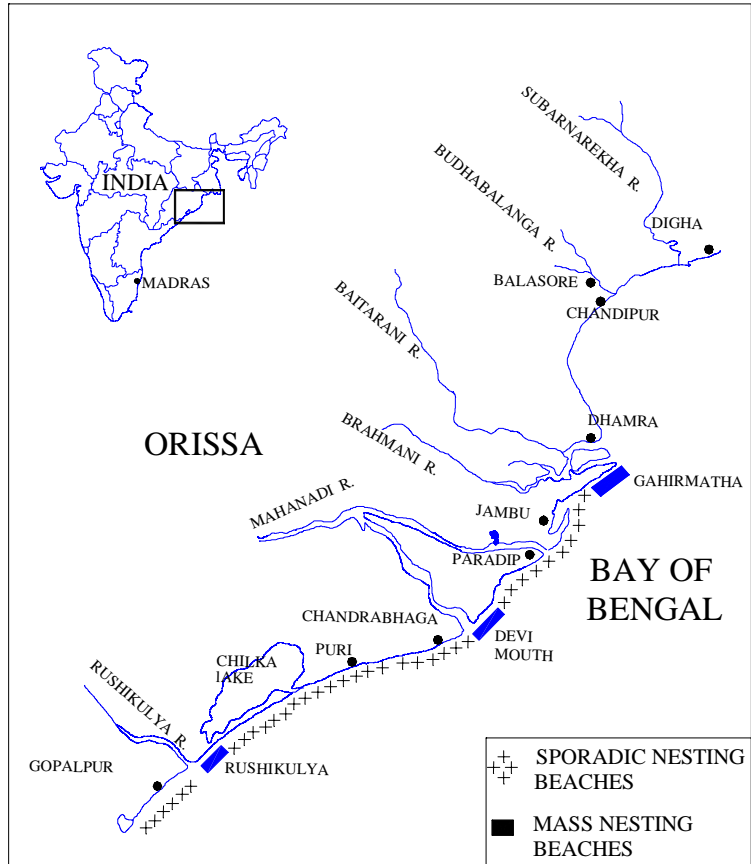 INDIA
MADRAS
SUBARNAREKHA R.
BUDHABALANGA R.
DIGHA
BALASORE
CHANDIPUR
BAITARANI R.
DHAMRA
ORISSA
BRAHMANI R.
GAHIRMATHA
MAHANADI R.
JAMBU
PARADIP
BAY OF
BENGAL
CHANDRABHAGA
DEVI
MOUTH
PURI
CHILKA
lAKE
RUSHIKULYA R.
RUSHIKULYA
GOPALPUR
SPORADIC NESTING
BEACHES
MASS NESTING
BEACHES